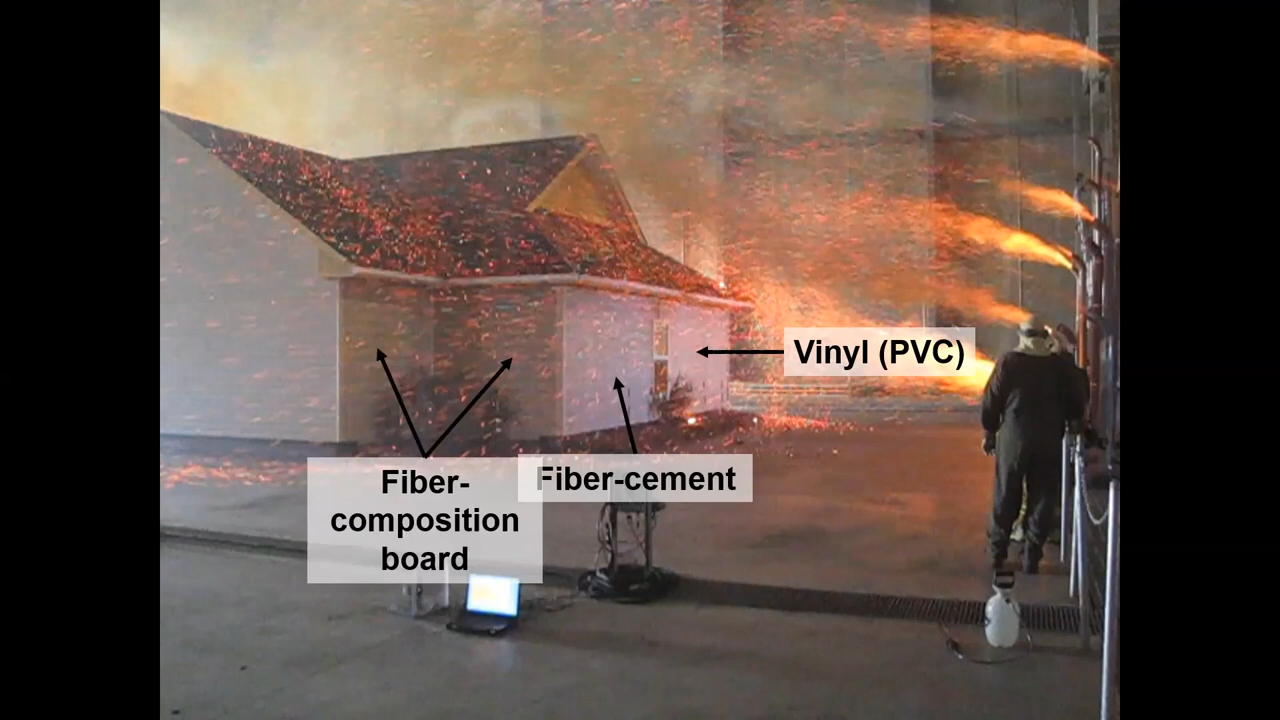 Vinyl (PVC)
Fiber-cement
Fiber-
composition
board